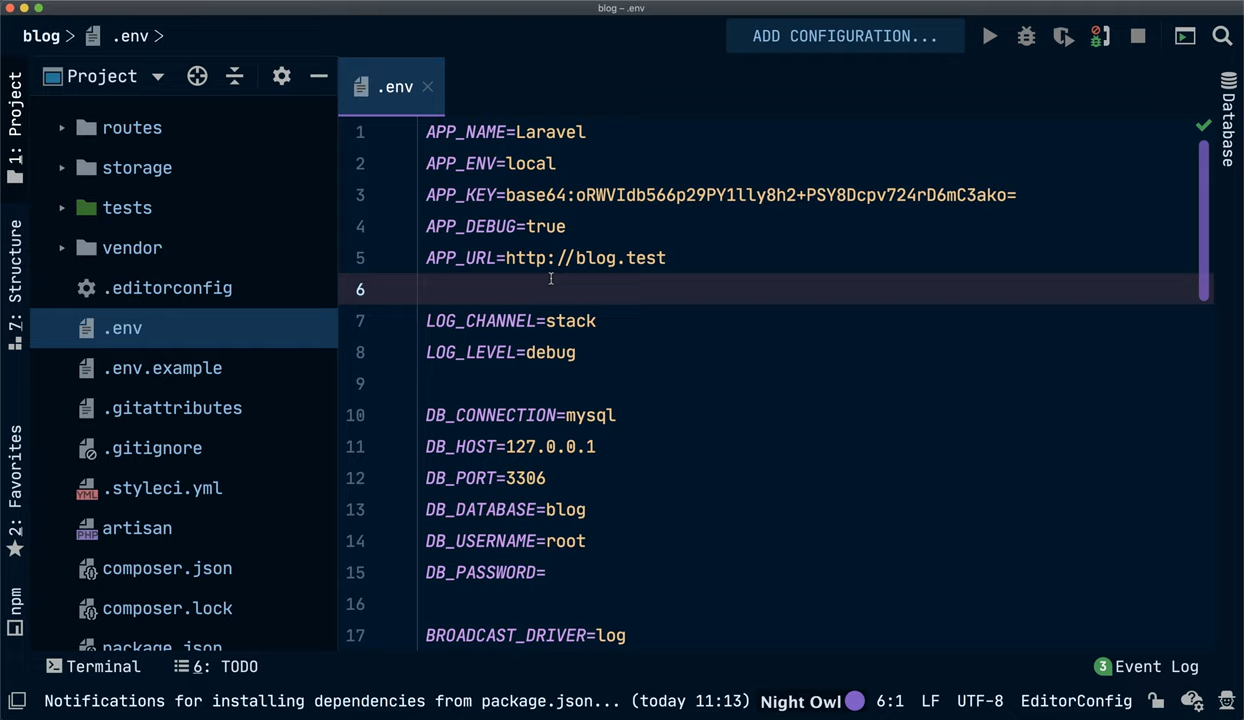 blog – .env
blog > .env >
ADD CONFIGURATION...
1: Project
7: Structure
2: Favorites
npm
Project
routes
storage
tests
vendor
.editorconfig
.env
.env.example
.gitattributes
.gitignore
YML .styleci.yml
PHP artisan
composer.json
composer.lock
package.json
.env
1 APP_NAME=Laravel
2 APP_ENV=local
3 APP_KEY=base64:oRWVIdb566p29PY1lly8h2+PSY8Dcpv724rD6mC3ako=
4 APP_DEBUG=true
5 APP_URL=http://blog.test
6
7 LOG_CHANNEL=stack
8 LOG_LEVEL=debug
9
10 DB_CONNECTION=mysql
11 DB_HOST=127.0.0.1
12 DB_PORT=3306
13 DB_DATABASE=blog
14 DB_USERNAME=root
15 DB_PASSWORD=
16
17 BROADCAST_DRIVER=log
Database
Terminal
6: TODO
3 Event Log
Notifications for installing dependencies from package.json... (today 11:13)
Night Owl
6:1
LF
UTF-8
EditorConfig